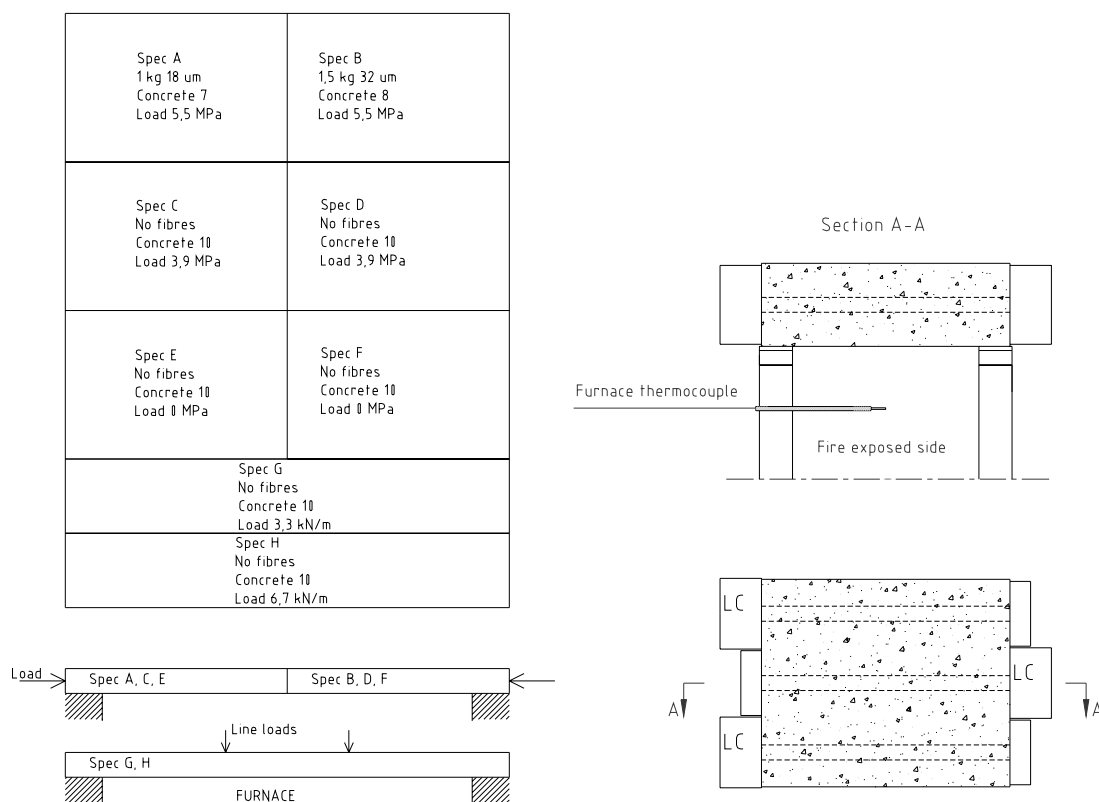 Spec A
1 kg 18 um
Concrete 7
Load 5,5 MPa
Spec B
1,5 kg 32 um
Concrete 8
Load 5,5 MPa
Spec C
No fibres
Concrete 10
Load 3,9 MPa
Spec D
No fibres
Concrete 10
Load 3,9 MPa
Spec E
No fibres
Concrete 10
Load 0 MPa
Spec F
No fibres
Concrete 10
Load 0 MPa
Spec G
No fibres
Concrete 10
Load 3,3 kN/m
Spec H
No fibres
Concrete 10
Load 6,7 kN/m
Load
Spec A, C, E
Spec B, D, F
Line loads
Spec G, H
FURNACE
Section A-A
Furnace thermocouple
Fire exposed side
LC
LC
LC
A
A